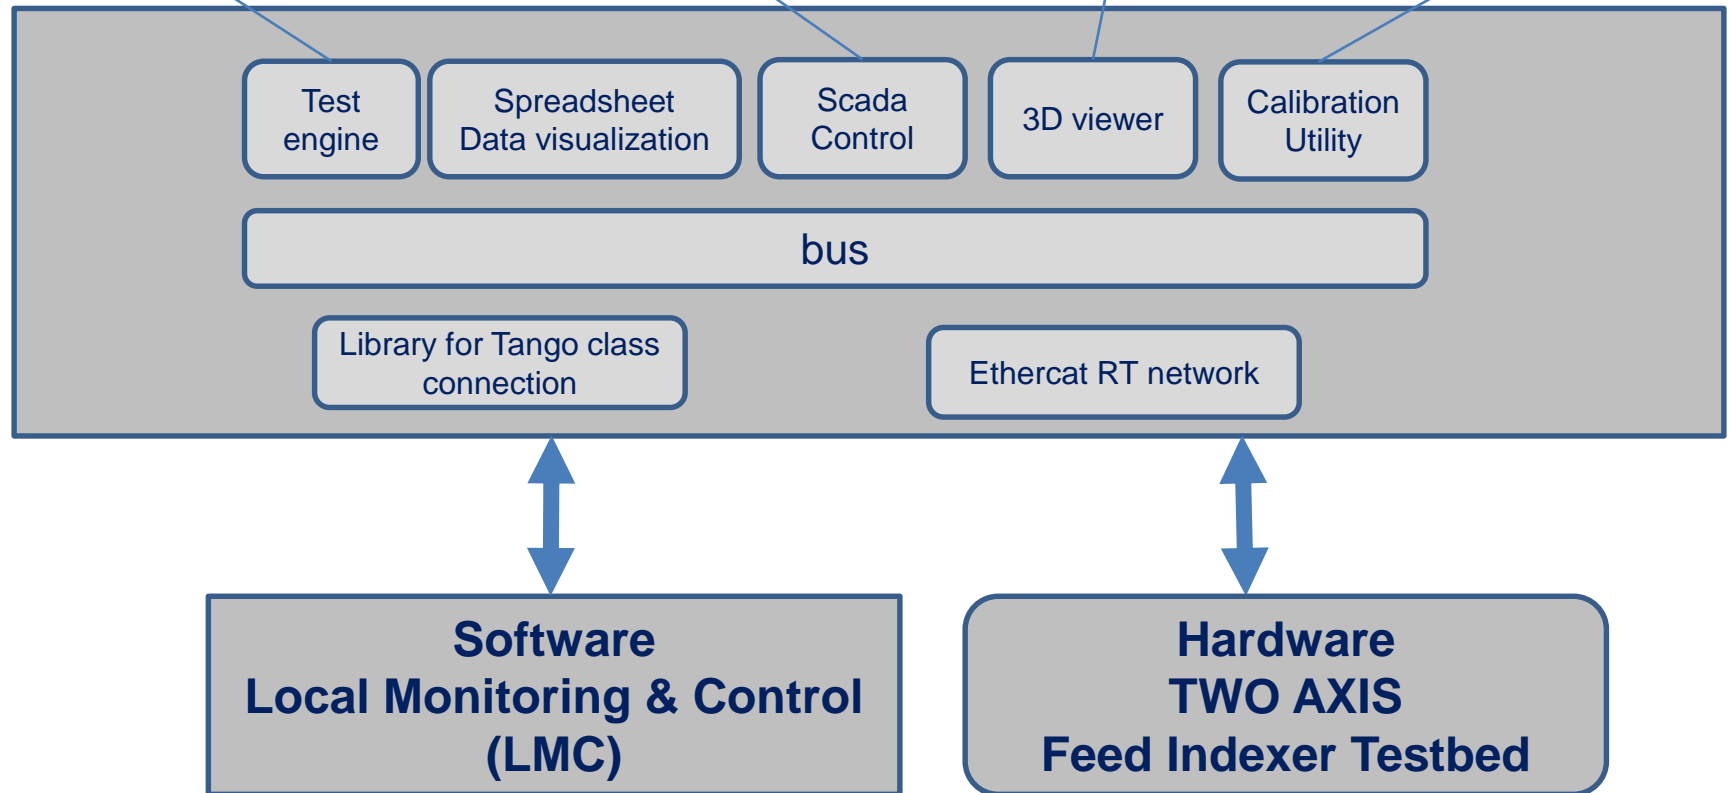 Test
engine
Spreadsheet
Data visualization
Scada
Control
3D viewer
Calibration
Utility
bus
Library for Tango class
connection
Ethercat RT network
Software
Local Monitoring & Control
(LMC)
Hardware
TWO AXIS
Feed Indexer Testbed